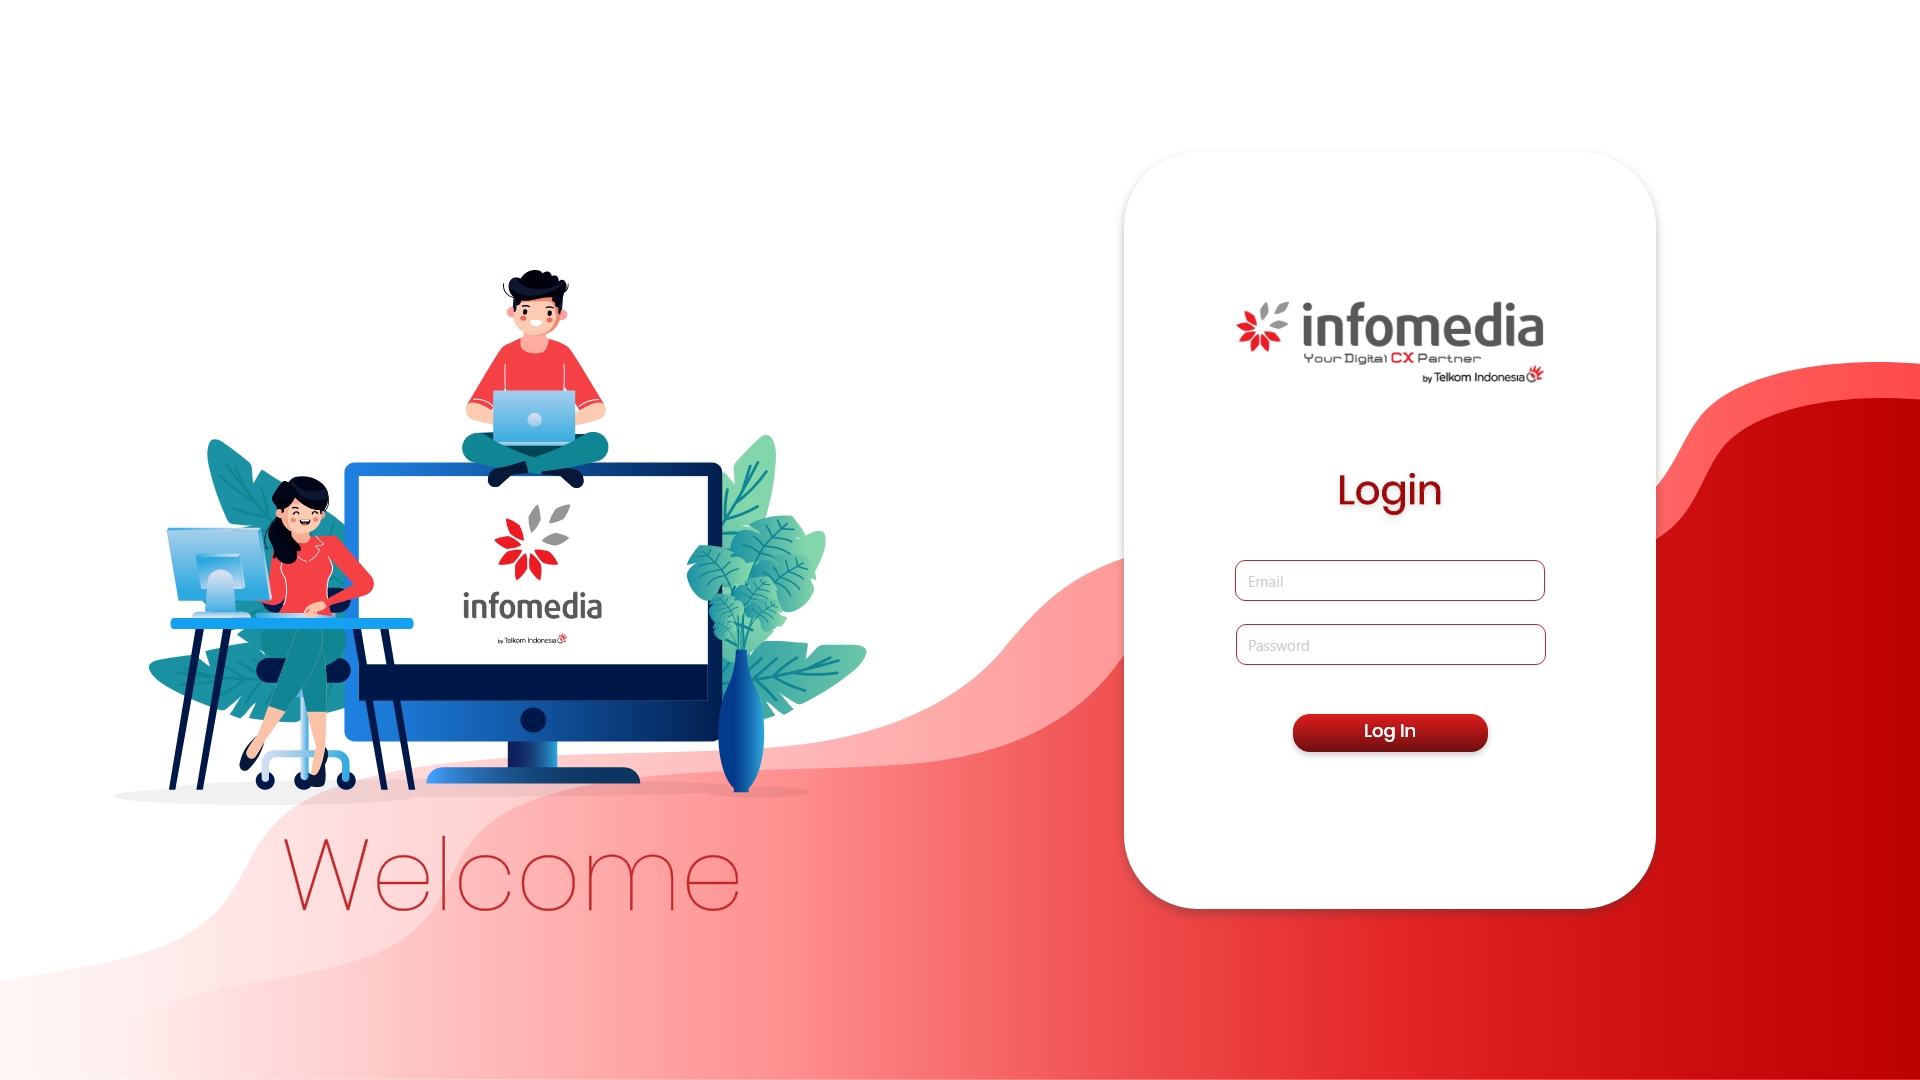 infomedia
by Telkom Indonesia
Welcome
infomedia
Your Digital CX Partner
by Telkom Indonesia
Login
Email
Password
Log In